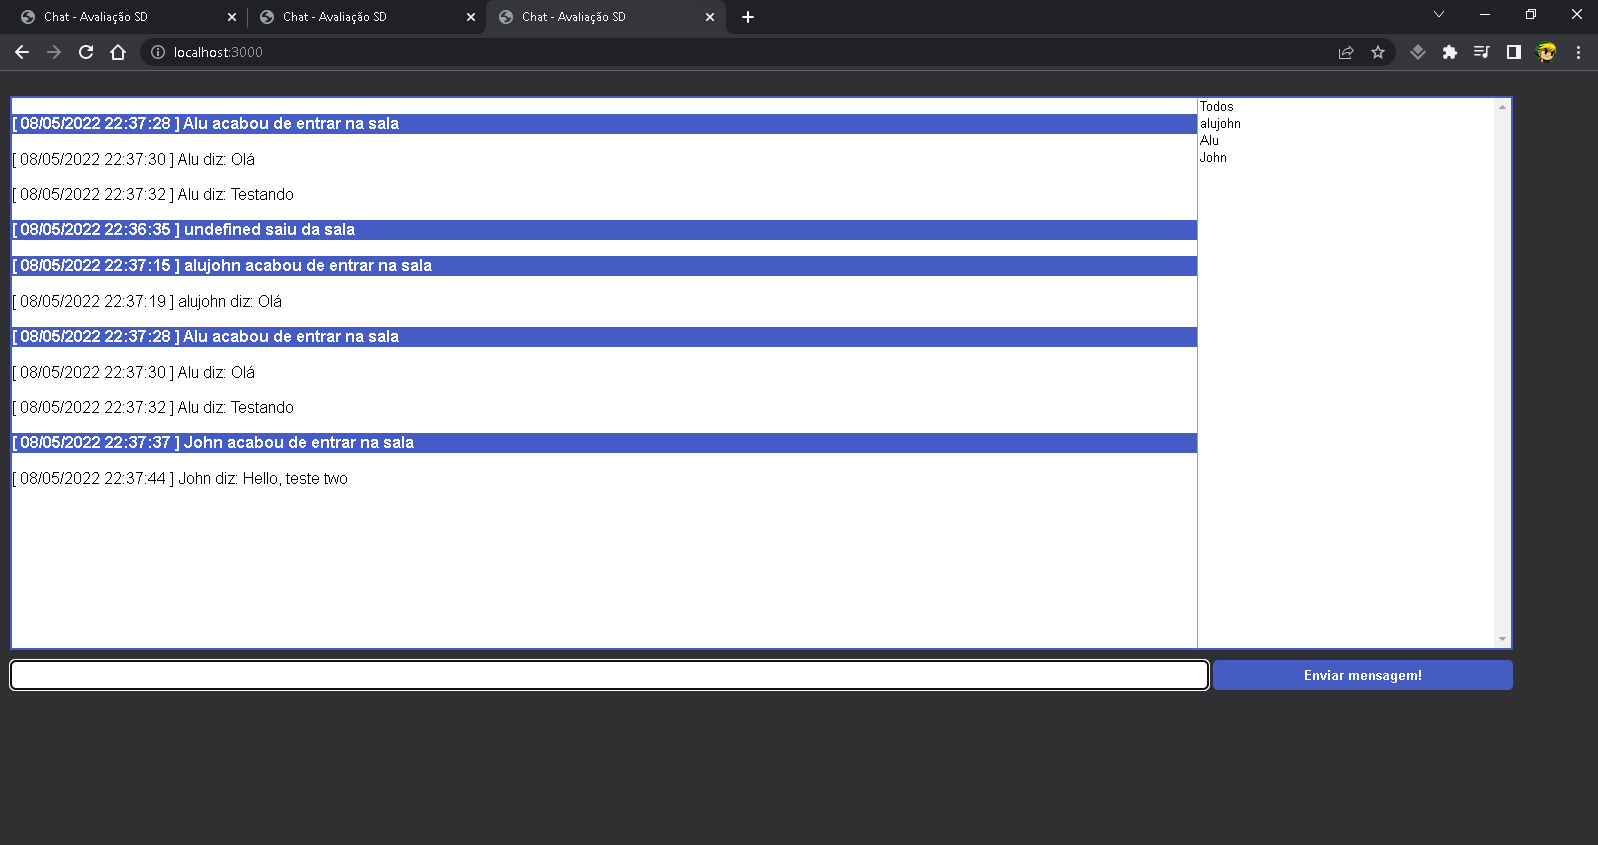 Chat - Avaliação SD
Chat - Avaliação SD
Chat - Avaliação SD
localhost:3000
[ 08/05/2022 22:37:28 ] Alu acabou de entrar na sala
[ 08/05/2022 22:37:30 ] Alu diz: Olá
[ 08/05/2022 22:37:32 ] Alu diz: Testando
[ 08/05/2022 22:36:35 ] undefined saiu da sala
[ 08/05/2022 22:37:15 ] alujohn acabou de entrar na sala
[ 08/05/2022 22:37:19 ] alujohn diz: Olá
[ 08/05/2022 22:37:28 ] Alu acabou de entrar na sala
[ 08/05/2022 22:37:30 ] Alu diz: Olá
[ 08/05/2022 22:37:32 ] Alu diz: Testando
[ 08/05/2022 22:37:37 ] John acabou de entrar na sala
[ 08/05/2022 22:37:44 ] John diz: Hello, teste two
Todos
alujohn
Alu
John
Enviar mensagem!